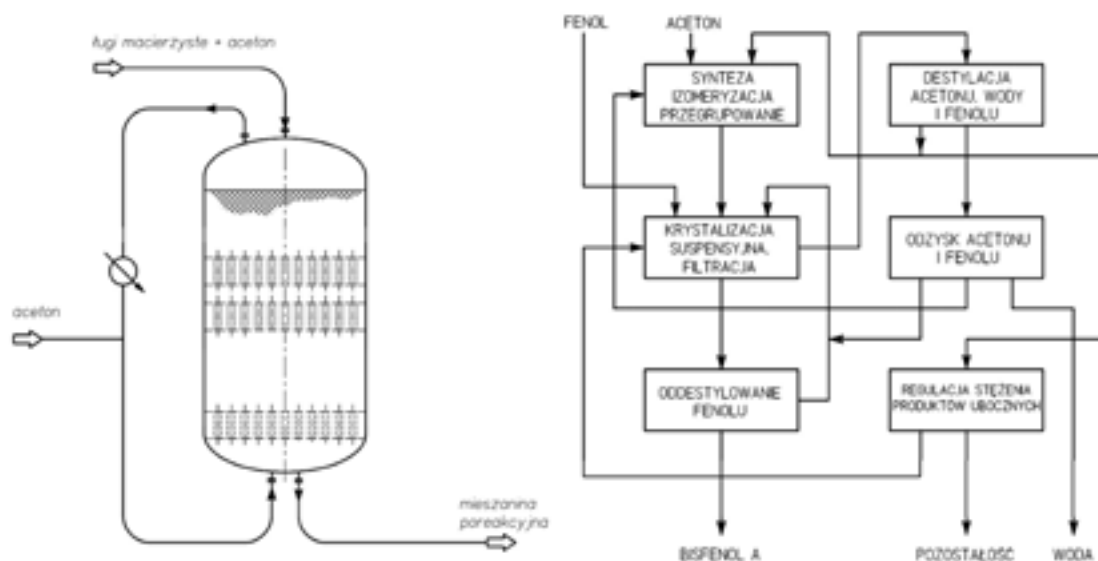 ługi macierzyste + aceton
aceton
mieszanina
poreakcyjna
FENOL
ACETON
SYNTEZA
IZOMERYZACJA
PRZEGRUPOWANIE
DESTYLACJA
ACETONU, WODY
I FENOLU
KRYSTALIZACJA
SUSPENSYJNA,
FILTRACJA
ODZYSK ACETONU
I FENOLU
ODDESTYLOWANIE
FENOLU
REGULACJA STĘŻENIA
PRODUKTÓW UBOCZNYCH
BISFENOL A
POZOSTAŁOŚĆ
WODA